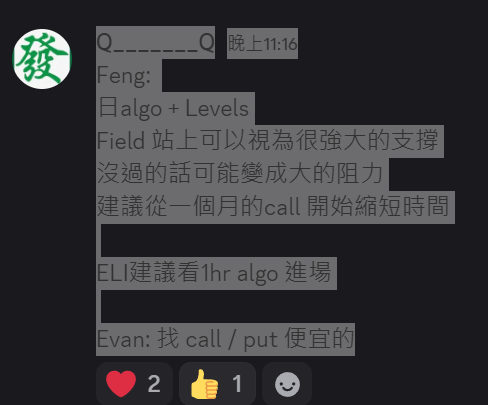 發
Q_______Q 晚上11:16
Feng:
日algo + Levels
Field 站上可以視為很強大的支撐
沒過的話可能變成大的阻力
建議從一個月的call 開始縮短時間
ELI建議看1hr algo 進場
Evan: 找 call / put 便宜的
2 1